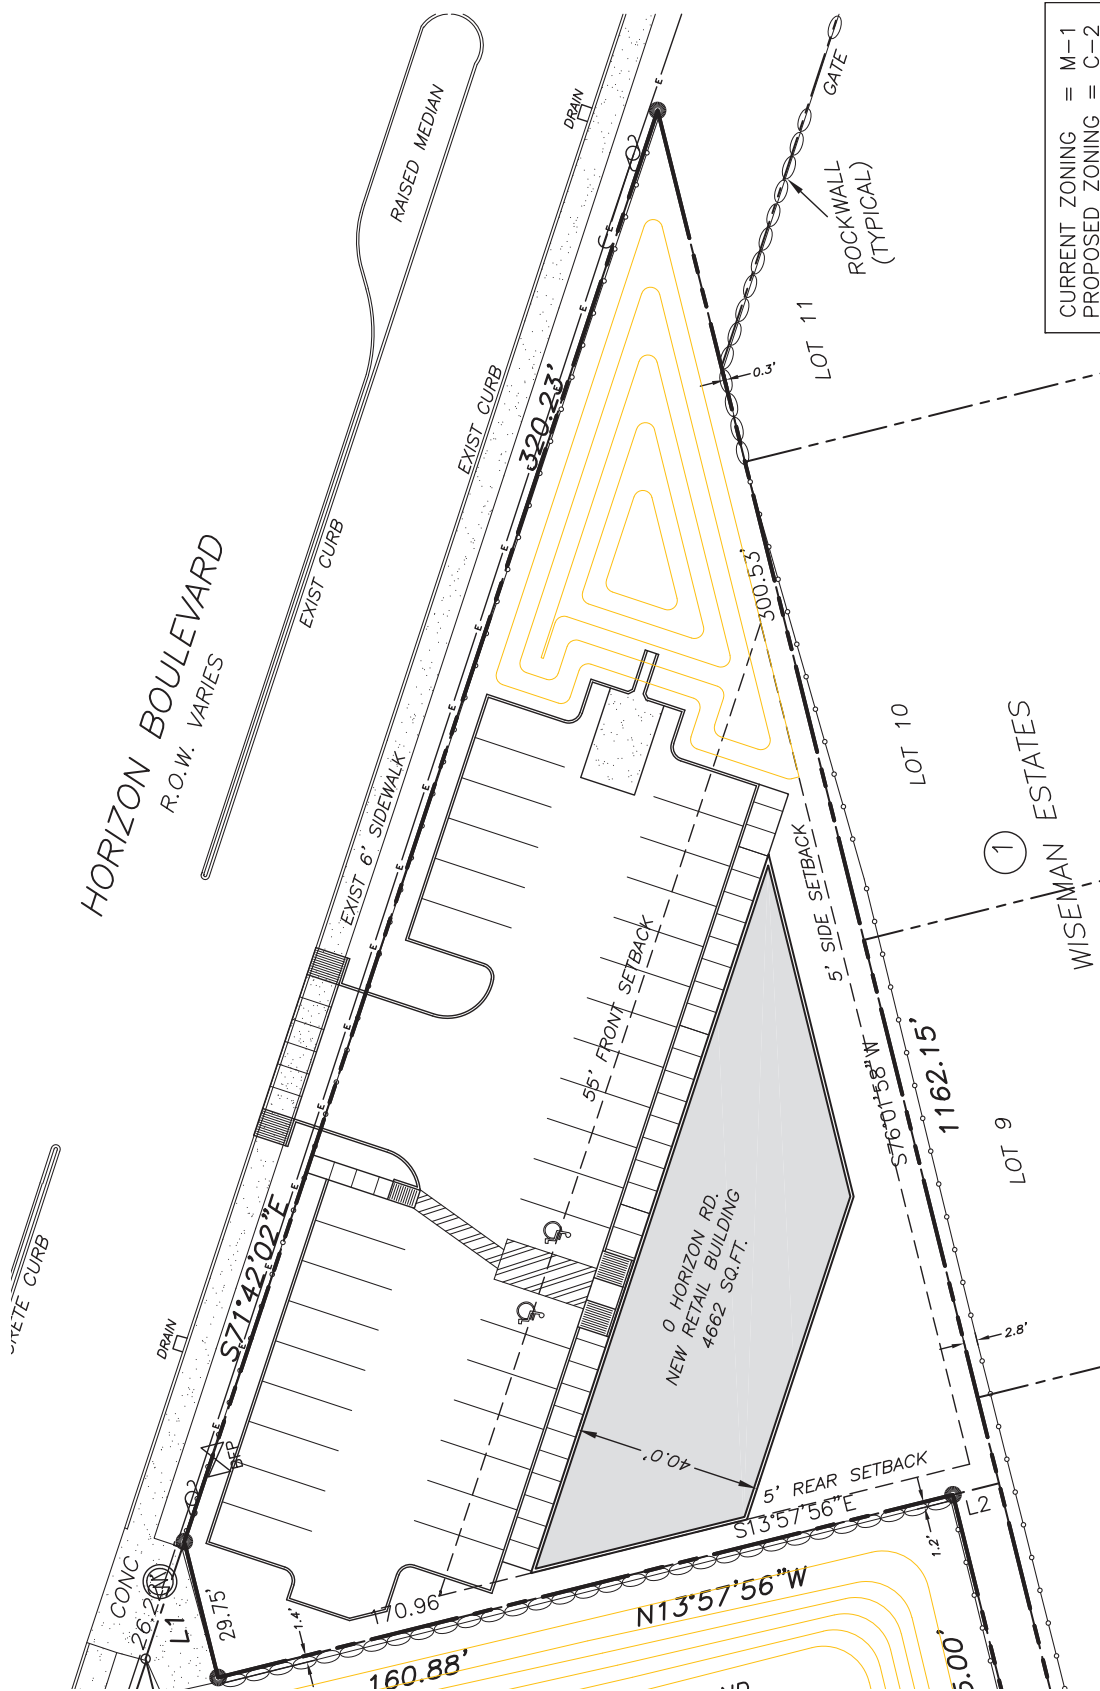 CURRENT ZONING = M-1
PROPOSED ZONING = C-2
GATE
DRAIN
RAISED MEDIAN
ROCKWALL
(TYPICAL)
LOT 11
0.3'
EXIST CURB
320.23'
EXIST CURB
HORIZON BOULEVARD
R.O.W. VARIES
300.53'
EXIST 6' SIDEWALK
LOT 10
1
WISEMAN ESTATES
5' SIDE SETBACK
55' FRONT SETBACK
S76°01'58"W
1162.15'
LOT 9
CRETE CURB
S71°42'02"E
0 HORIZON RD.
NEW RETAIL BUILDING
4662 SQ.FT.
DRAIN
2.8'
BFP
40.0'
5' REAR SETBACK
S13°57'56"E
L2
1.2'
CONC
L1
29.75'
170.96'
1.4'
N13°57'56"W
160.88'
5.00'
E